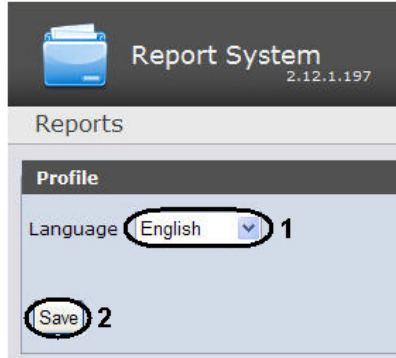 Report System
2.12.1.197
Reports
Profile
Language English 1
Save 2